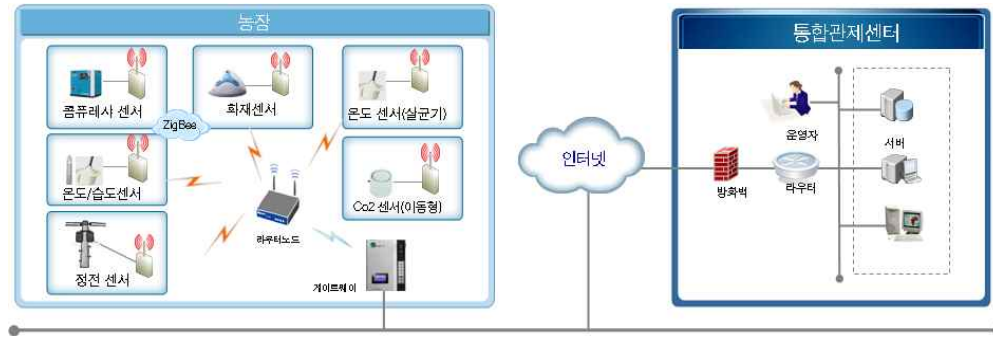 농장
통합관제센터
콤퓨레사 센서
화재센서
온도 센서(살균기)
ZigBee
온도/습도센서
Co2 센서(이동형)
정전 센서
라우터노드
게이트웨이
인터넷
방화벽
라우터
운영자
서버